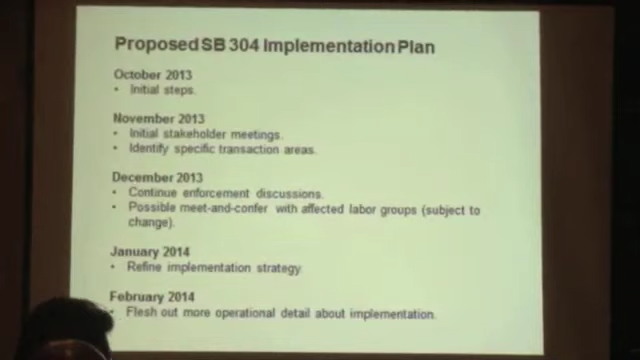 Proposed SB 304 Implementation Plan
October 2013
• Initial steps.
November 2013
• Initial stakeholder meetings.
• Identify specific transaction areas.
December 2013
• Continue enforcement discussions.
• Possible meet-and-confer with affected labor groups (subject to
change).
January 2014
• Refine implementation strategy
February 2014
• Flesh out more operational detail about implementation.